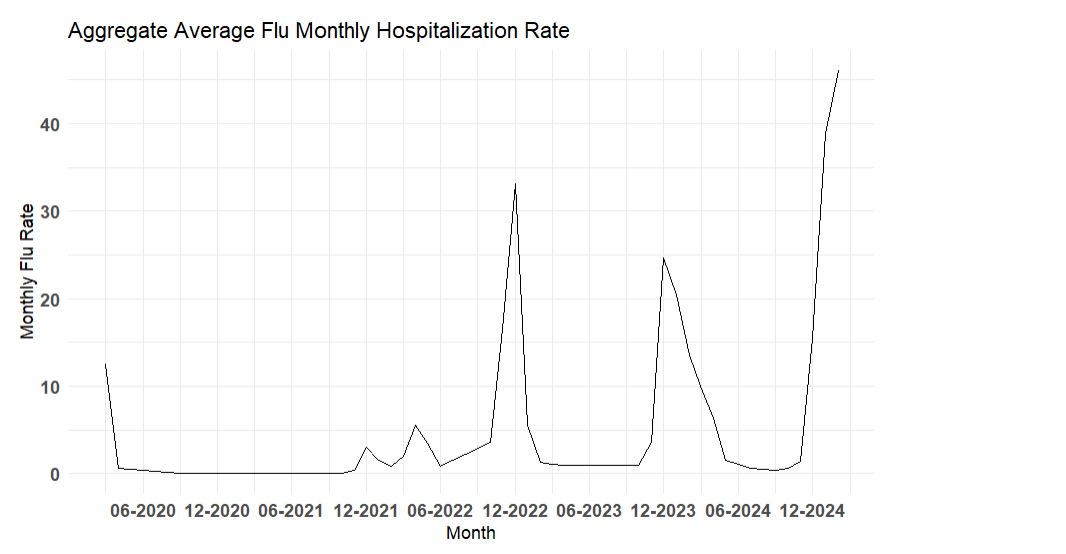 Aggregate Average Flu Monthly Hospitalization Rate
Monthly Flu Rate
40
30
20
10
0
06-2020 12-2020 06-2021 12-2021 06-2022 12-2022 06-2023 12-2023 06-2024 12-2024
Month